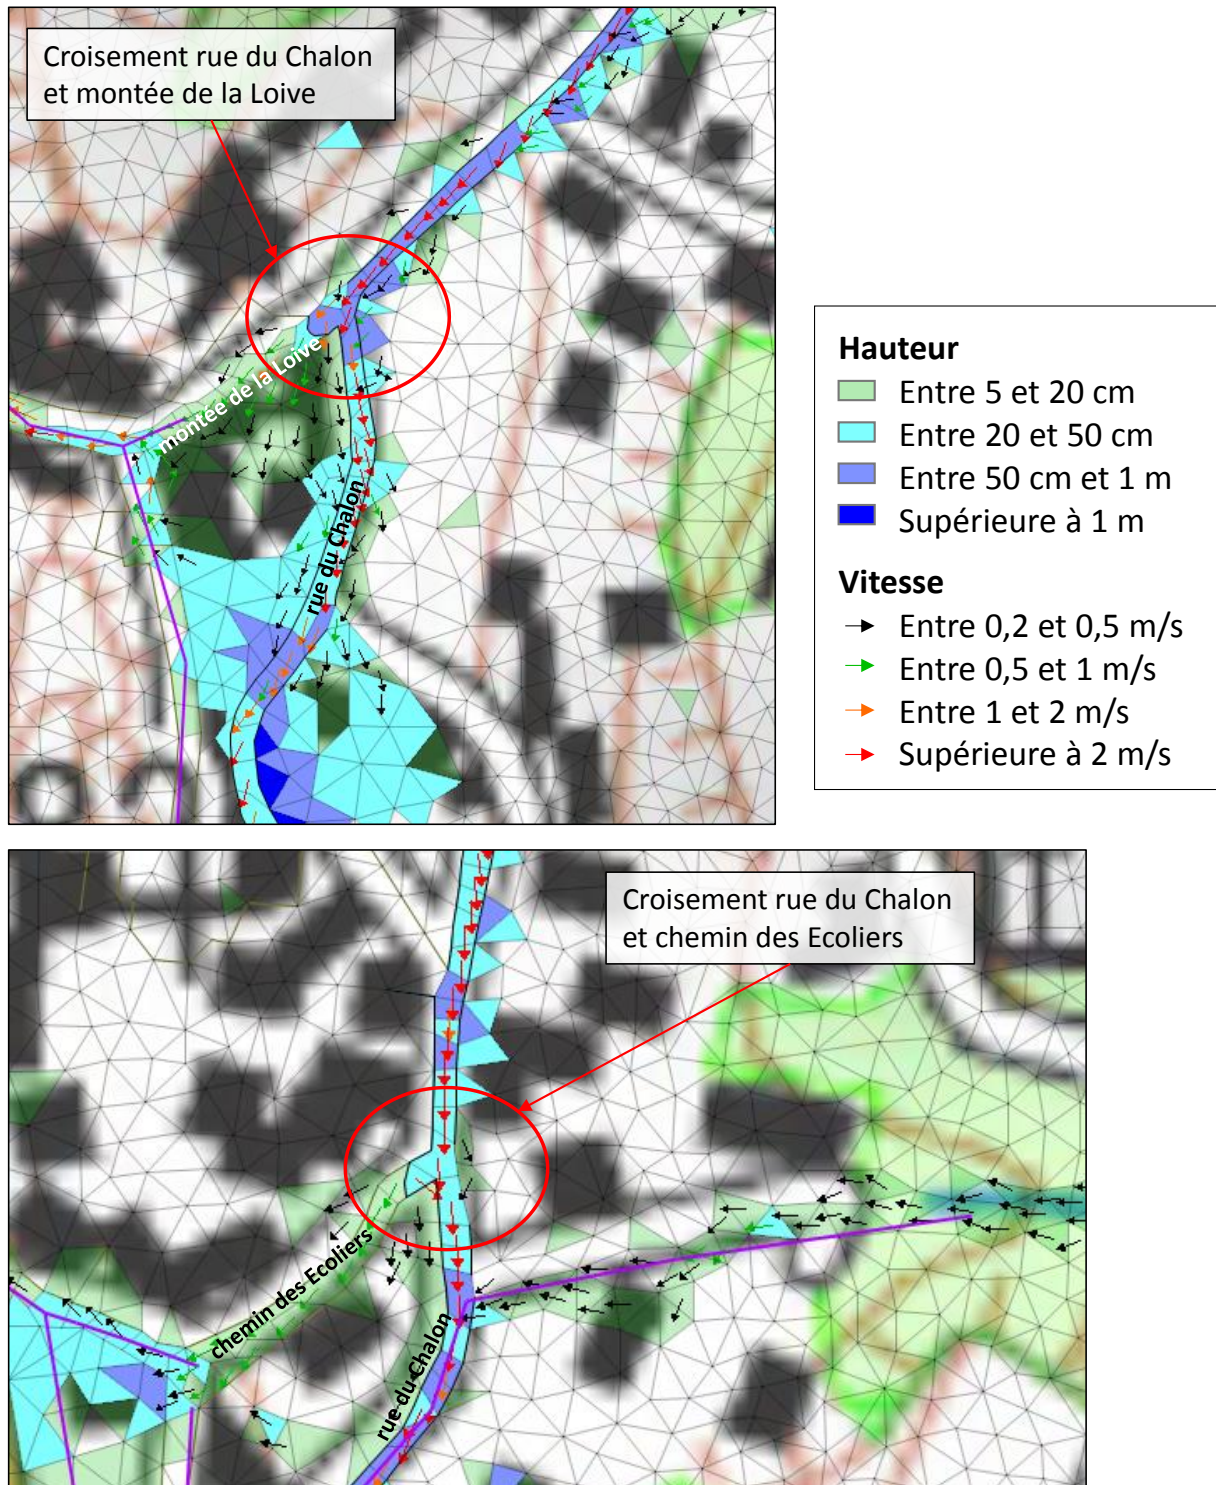 Croisement rue du Chalon
et montée de la Loive
montée de la Loive
rue du Chalon
Hauteur
Entre 5 et 20 cm
Entre 20 et 50 cm
Entre 50 cm et 1 m
Supérieure à 1 m
Vitesse
Entre 0,2 et 0,5 m/s
Entre 0,5 et 1 m/s
Entre 1 et 2 m/s
Supérieure à 2 m/s
Croisement rue du Chalon
et chemin des Ecoliers
chemin des Ecoliers
rue du Chalon